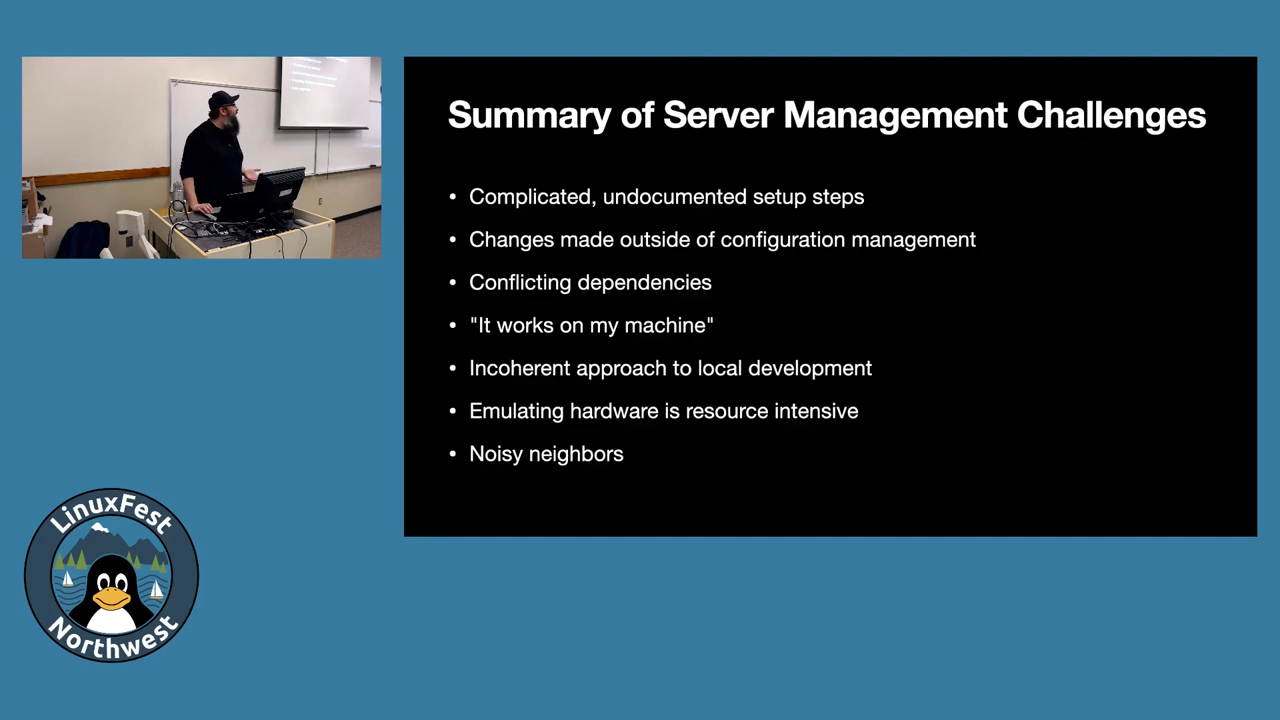 Summary of Server Management Challenges
• Complicated, undocumented setup steps
• Changes made outside of configuration management
• Conflicting dependencies
• "It works on my machine"
• Incoherent approach to local development
• Emulating hardware is resource intensive
• Noisy neighbors
LinuxFest
Northwest